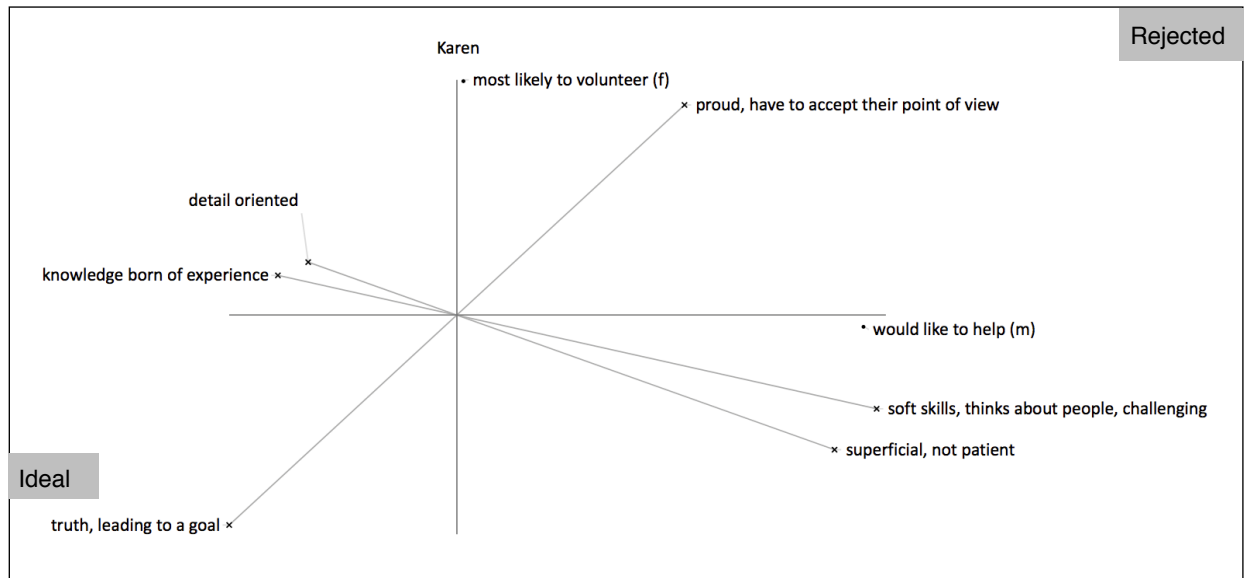 Rejected
Karen
most likely to volunteer (f)
proud, have to accept their point of view
detail oriented
knowledge born of experience
would like to help (m)
soft skills, thinks about people, challenging
superficial, not patient
Ideal
truth, leading to a goal